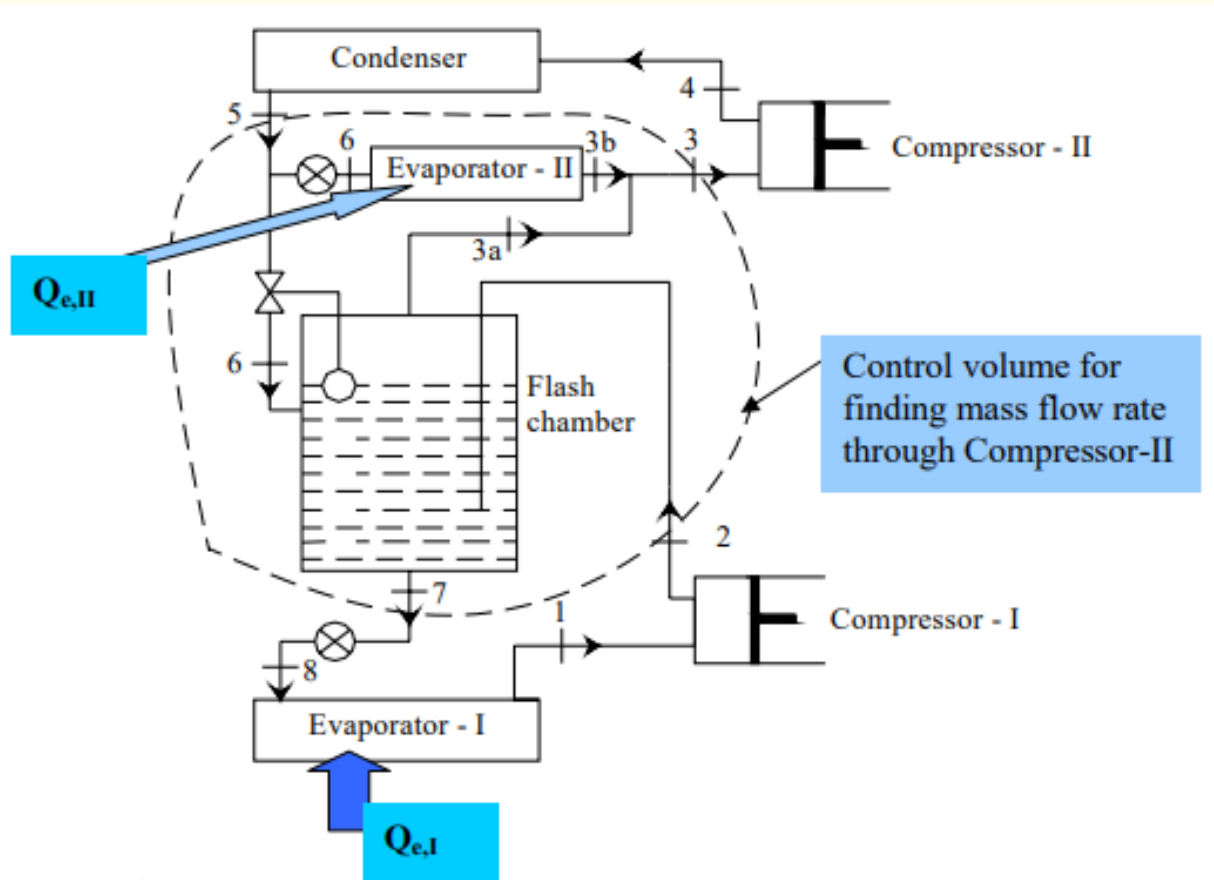 Condenser
4
5
6
3b
3
Compressor - II
Evaporator - II
3a
Qe,II
6
Flash
chamber
Control volume for
finding mass flow rate
through Compressor-II
2
7
1
Compressor - I
8
Evaporator - I
Qe,I